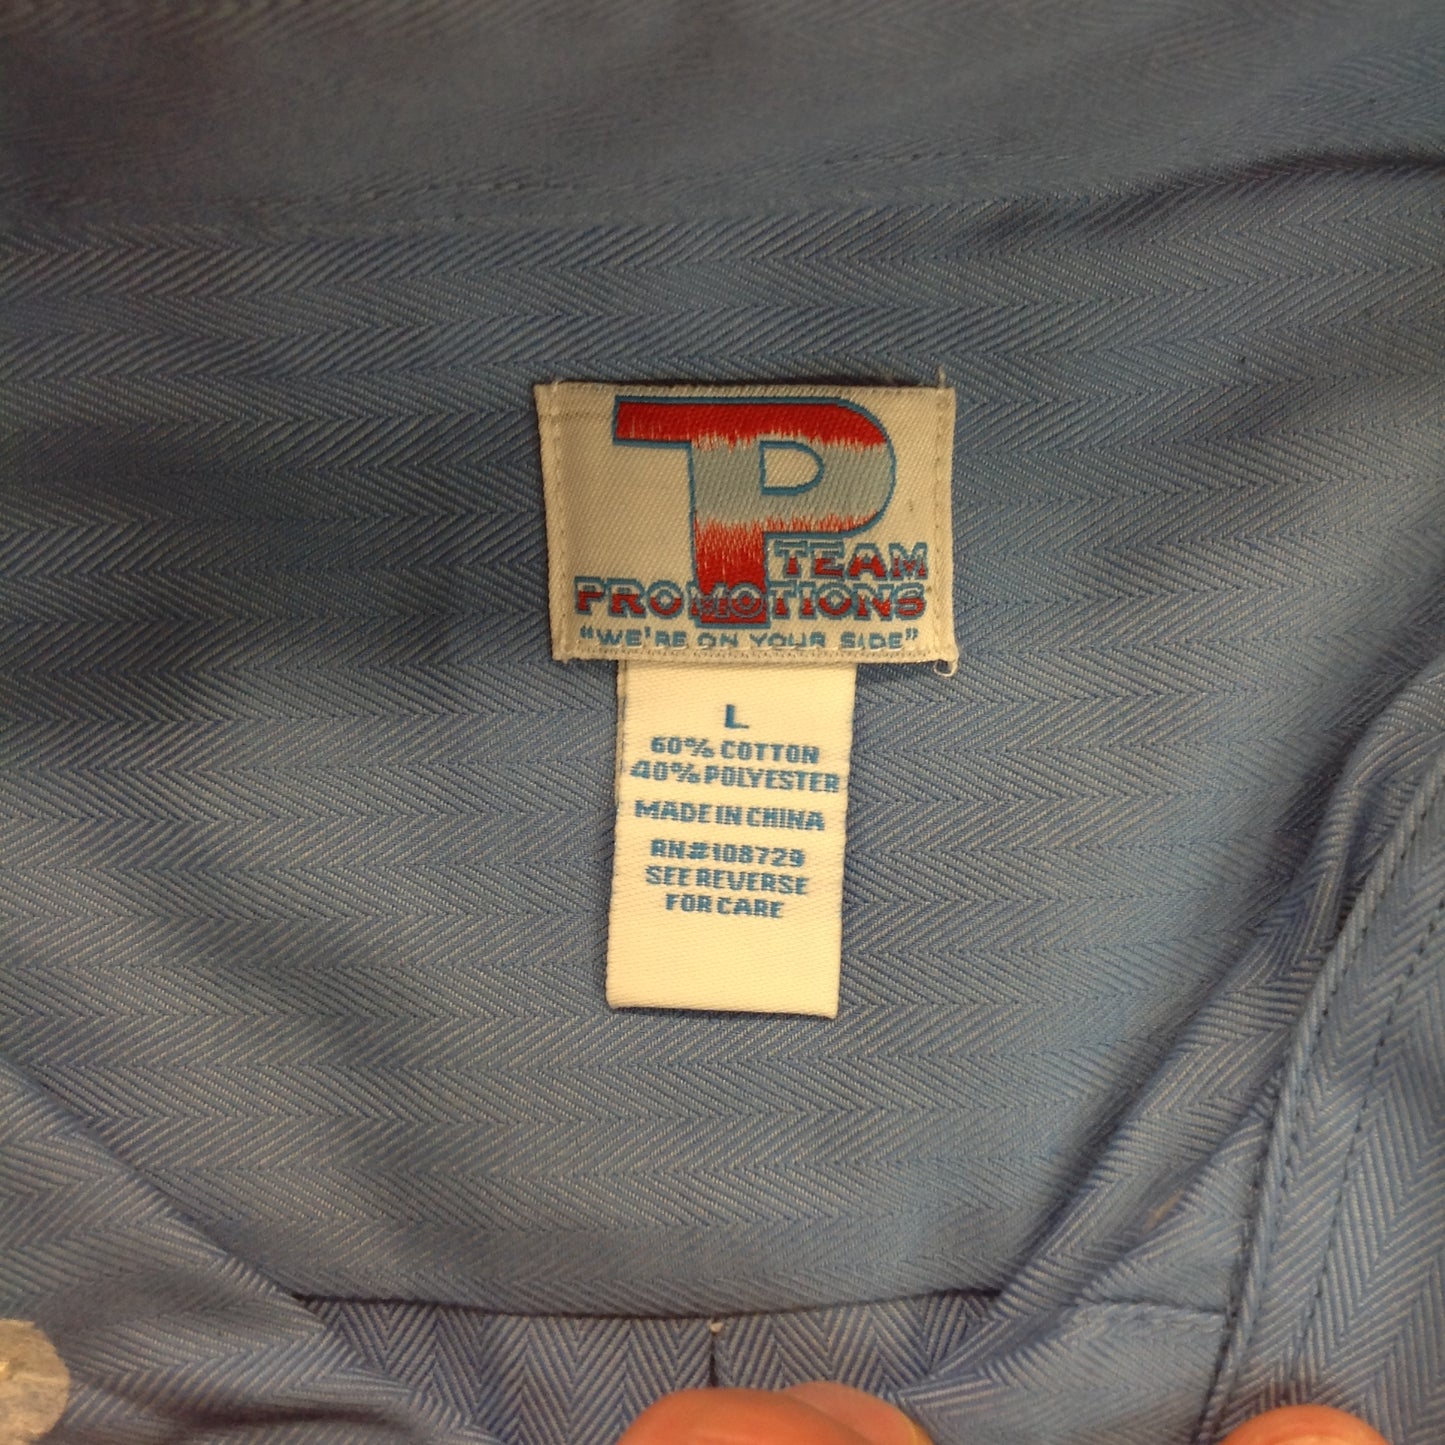 TEAM
PROMOTIONS
"WE'RE ON YOUR SIDE"
L
60% COTTON
40% POLYESTER
MADE IN CHINA
RN#108729
SEE REVERSE
FOR CARE